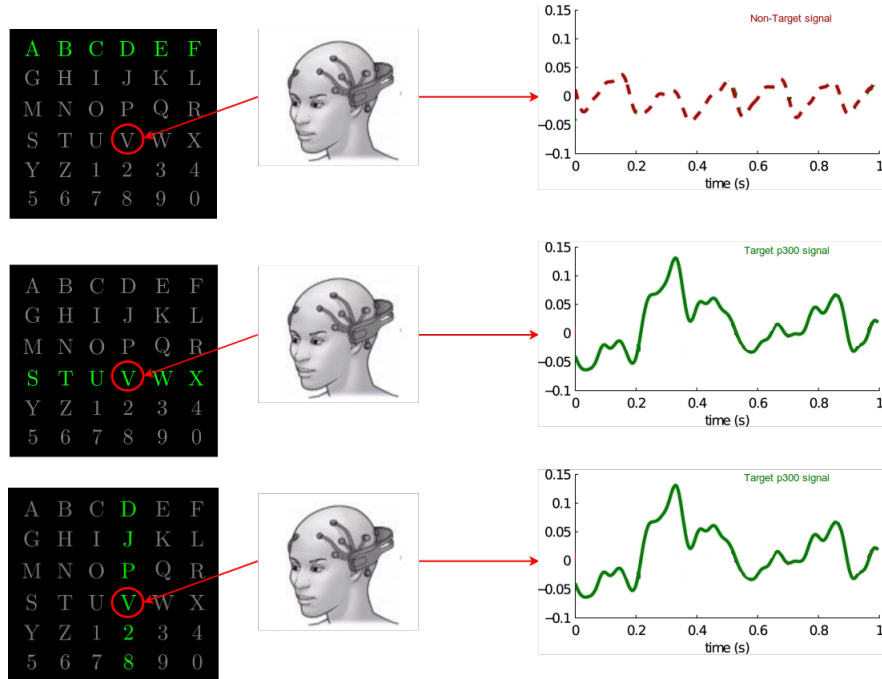 A B C D E F
G H I J K L
M N O P Q R
S T U V W X
Y Z 1 2 3 4
5 6 7 8 9 0
Non-Target signal
0.15
0.1
0.05
0
−0.05
−0.1
0 0.2 0.4 0.6 0.8 1
time (s)
A B C D E F
G H I J K L
M N O P Q R
S T U V W X
Y Z 1 2 3 4
5 6 7 8 9 0
Target p300 signal
0.15
0.1
0.05
0
−0.05
−0.1
0 0.2 0.4 0.6 0.8 1
time (s)
A B C D E F
G H I J K L
M N O P Q R
S T U V W X
Y Z 1 2 3 4
5 6 7 8 9 0
Target p300 signal
0.15
0.1
0.05
0
−0.05
−0.1
0 0.2 0.4 0.6 0.8 1
time (s)